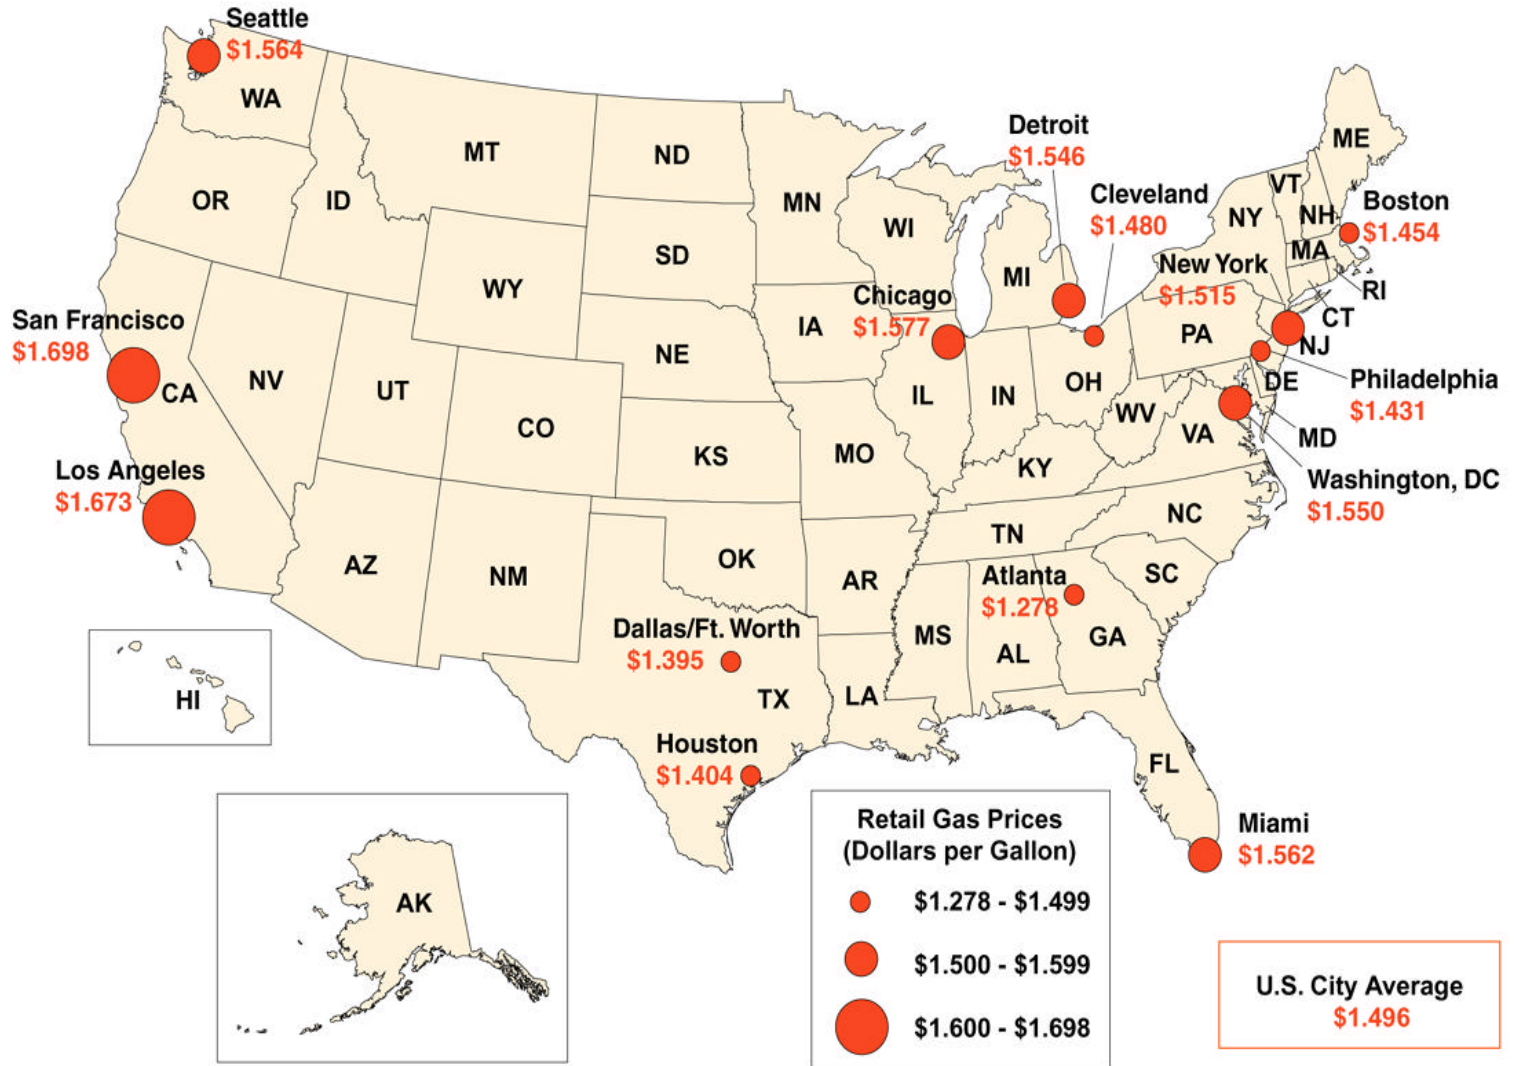 Seattle
$1.564
WA
MT
ND
MN
OR
ID
SD
WI
WY
MI
Detroit
$1.546
Cleveland
$1.480
ME
VT
NH
NY
MA
Boston
$1.454
RI
CT
New York
$1.515
NJ
PA
Chicago
$1.577
IA
NE
San Francisco
$1.698
CA
NV
UT
CO
KS
MO
IL
IN
OH
WV
VA
DE
Philadelphia
$1.431
MD
Washington, DC
$1.550
KY
Los Angeles
$1.673
AZ
NM
OK
AR
TN
NC
SC
Atlanta
$1.278
GA
MS
AL
Dallas/Ft. Worth
$1.395
TX
LA
HI
Houston
$1.404
FL
Miami
$1.562
AK
Retail Gas Prices
(Dollars per Gallon)
$1.278 - $1.499
$1.500 - $1.599
$1.600 - $1.698
U.S. City Average
$1.496